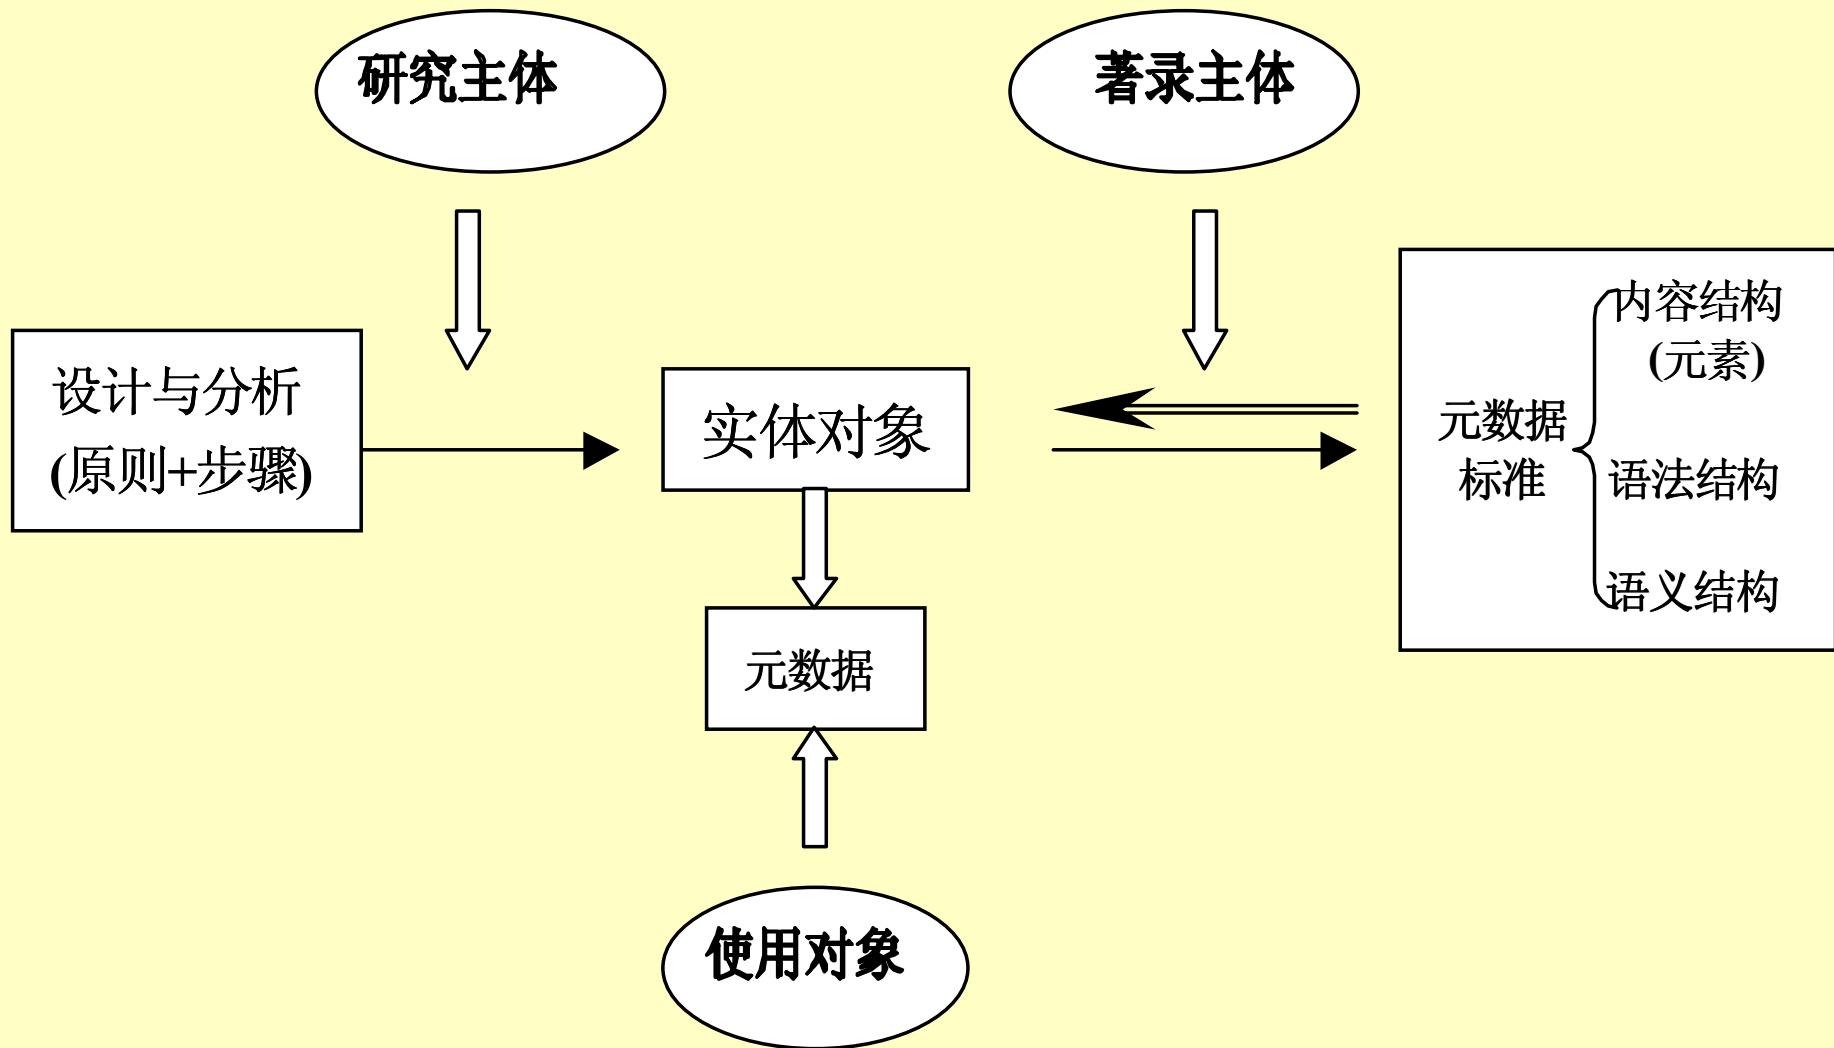 研究主体
著录主体
设计与分析
(原则+步骤)
实体对象
元数据
标准
内容结构
(元素)
语法结构
语义结构
元数据
使用对象